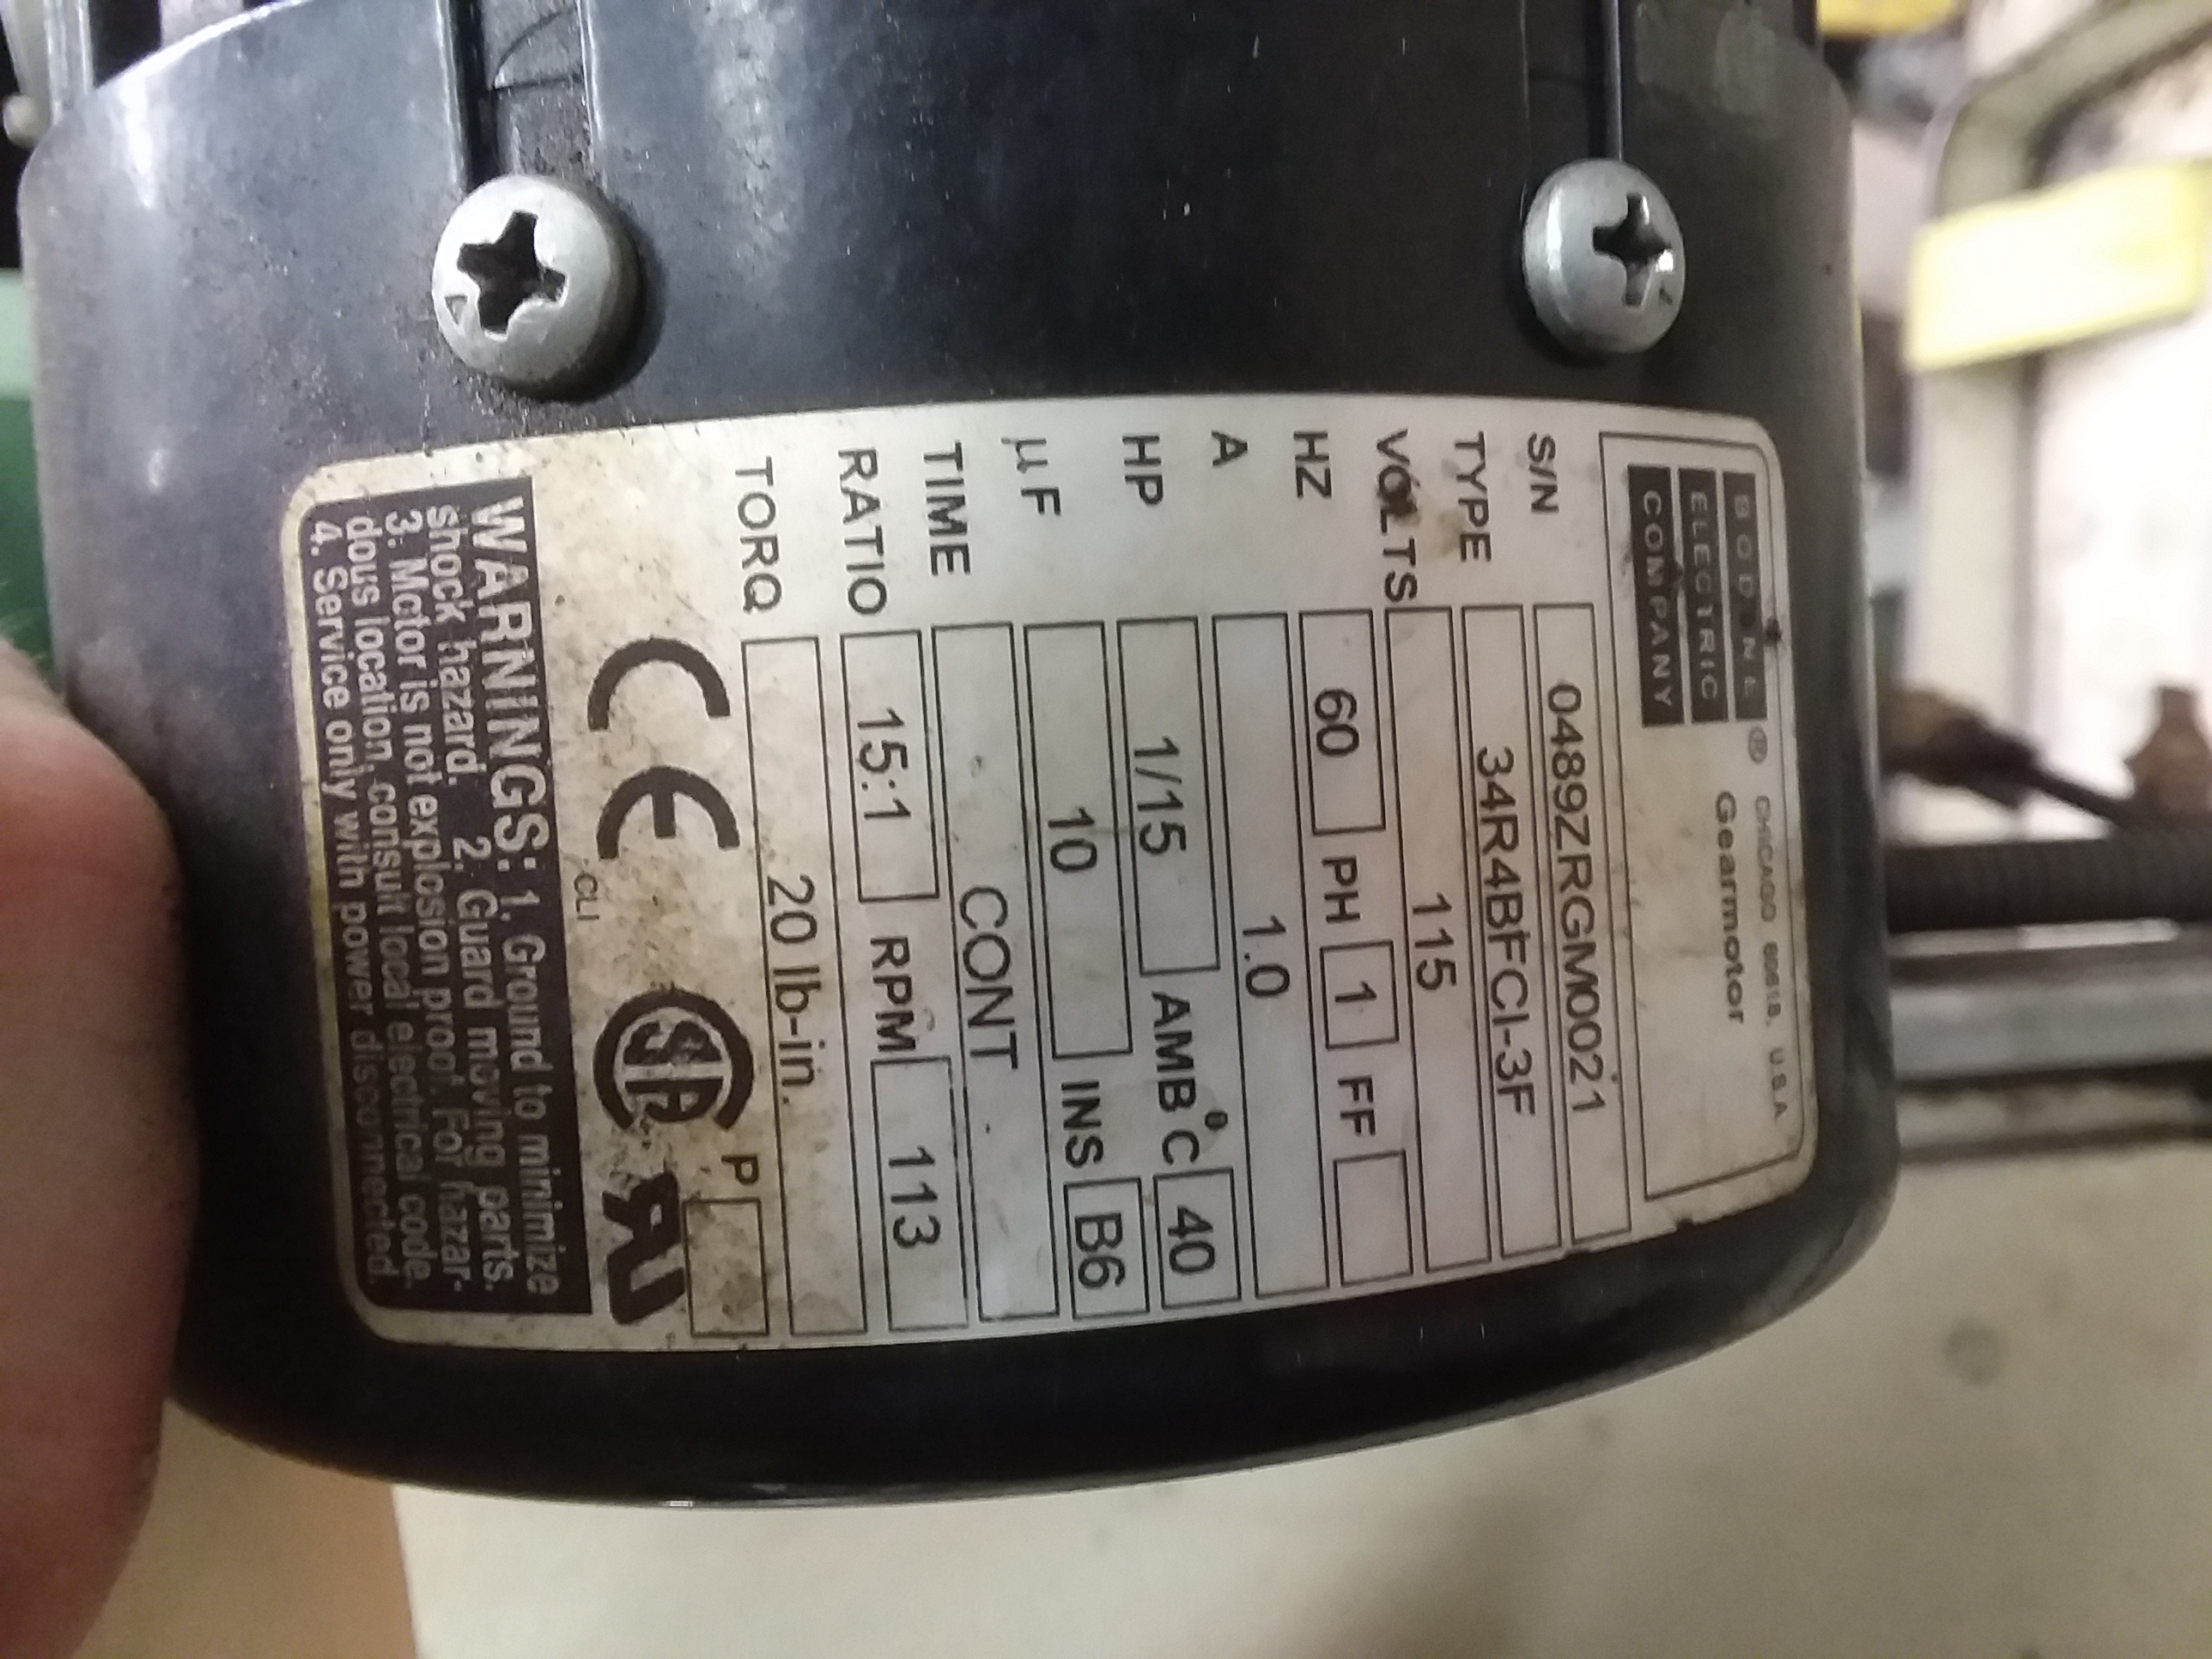 BODINE ® CHICAGO 60618, U.S.A.
ELECTRIC Gearmotor
COMPANY
S/N 0489ZRGM0021
TYPE 34R4BFCI-3F
VOLTS 115
HZ 60 PH 1 FF
A 1.0
HP 1/15 AMB°C 40
µF 10 INS B6
TIME CONT
RATIO 15:1 RPM 113
TORQ 20 lb-in.
P
CE CLI SA RU
WARNINGS: 1. Ground to minimize
shock hazard. 2. Guard moving parts.
3. Motor is not explosion proof. For hazar-
dous location, consult local electrical code.
4. Service only with power disconnected.